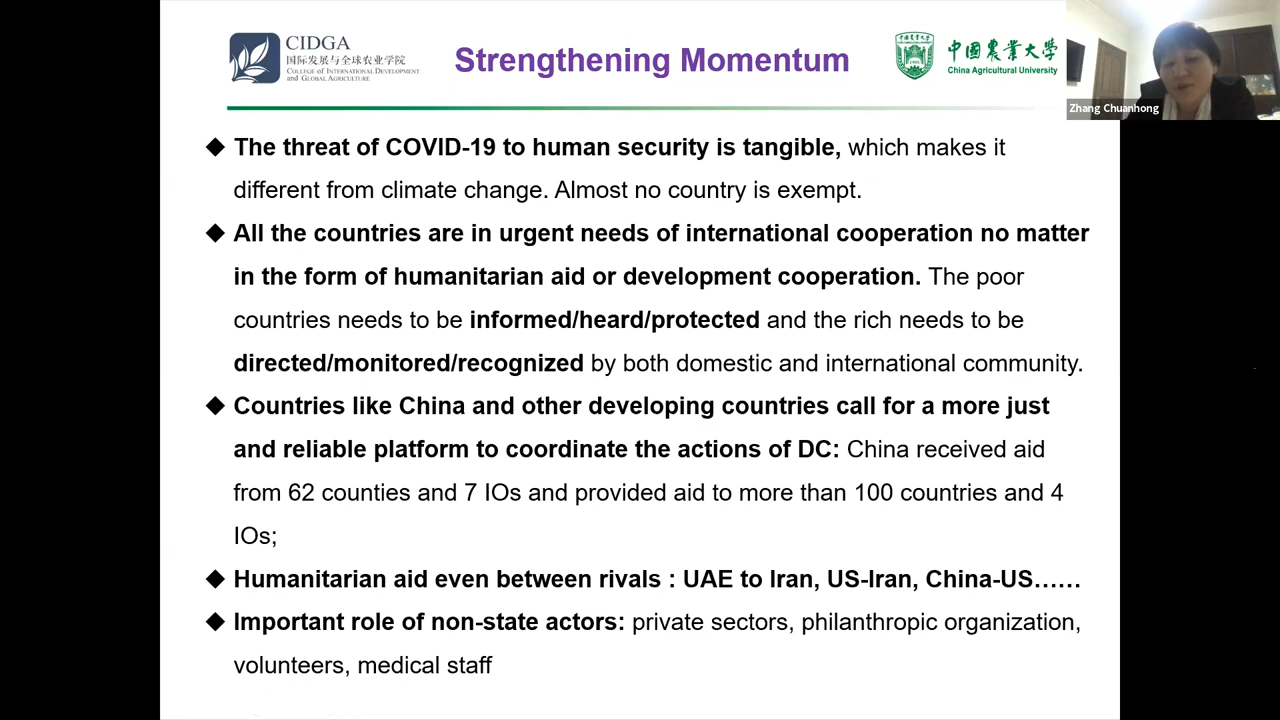 CIDGA
国际发展与全球农业学院
COLLEGE OF INTERNATIONAL DEVELOPMENT
AND GLOBAL AGRICULTURE
Strengthening Momentum
中国農業大学
China Agricultural University
Zhang Chuanhong
◆ The threat of COVID-19 to human security is tangible, which makes it
different from climate change. Almost no country is exempt.
◆ All the countries are in urgent needs of international cooperation no matter
in the form of humanitarian aid or development cooperation. The poor
countries needs to be informed/heard/protected and the rich needs to be
directed/monitored/recognized by both domestic and international community.
◆ Countries like China and other developing countries call for a more just
and reliable platform to coordinate the actions of DC: China received aid
from 62 counties and 7 IOs and provided aid to more than 100 countries and 4
IOs;
◆ Humanitarian aid even between rivals : UAE to Iran, US-Iran, China-US……
◆ Important role of non-state actors: private sectors, philanthropic organization,
volunteers, medical staff